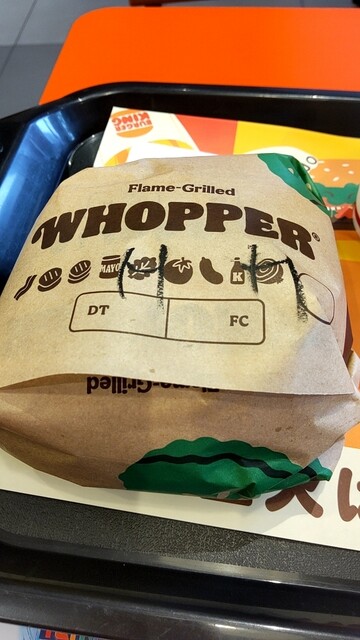 BURGER
KING
Flame-Grilled
WHOPPER®
MAYO
K
DT
FC
Flame-Grilled